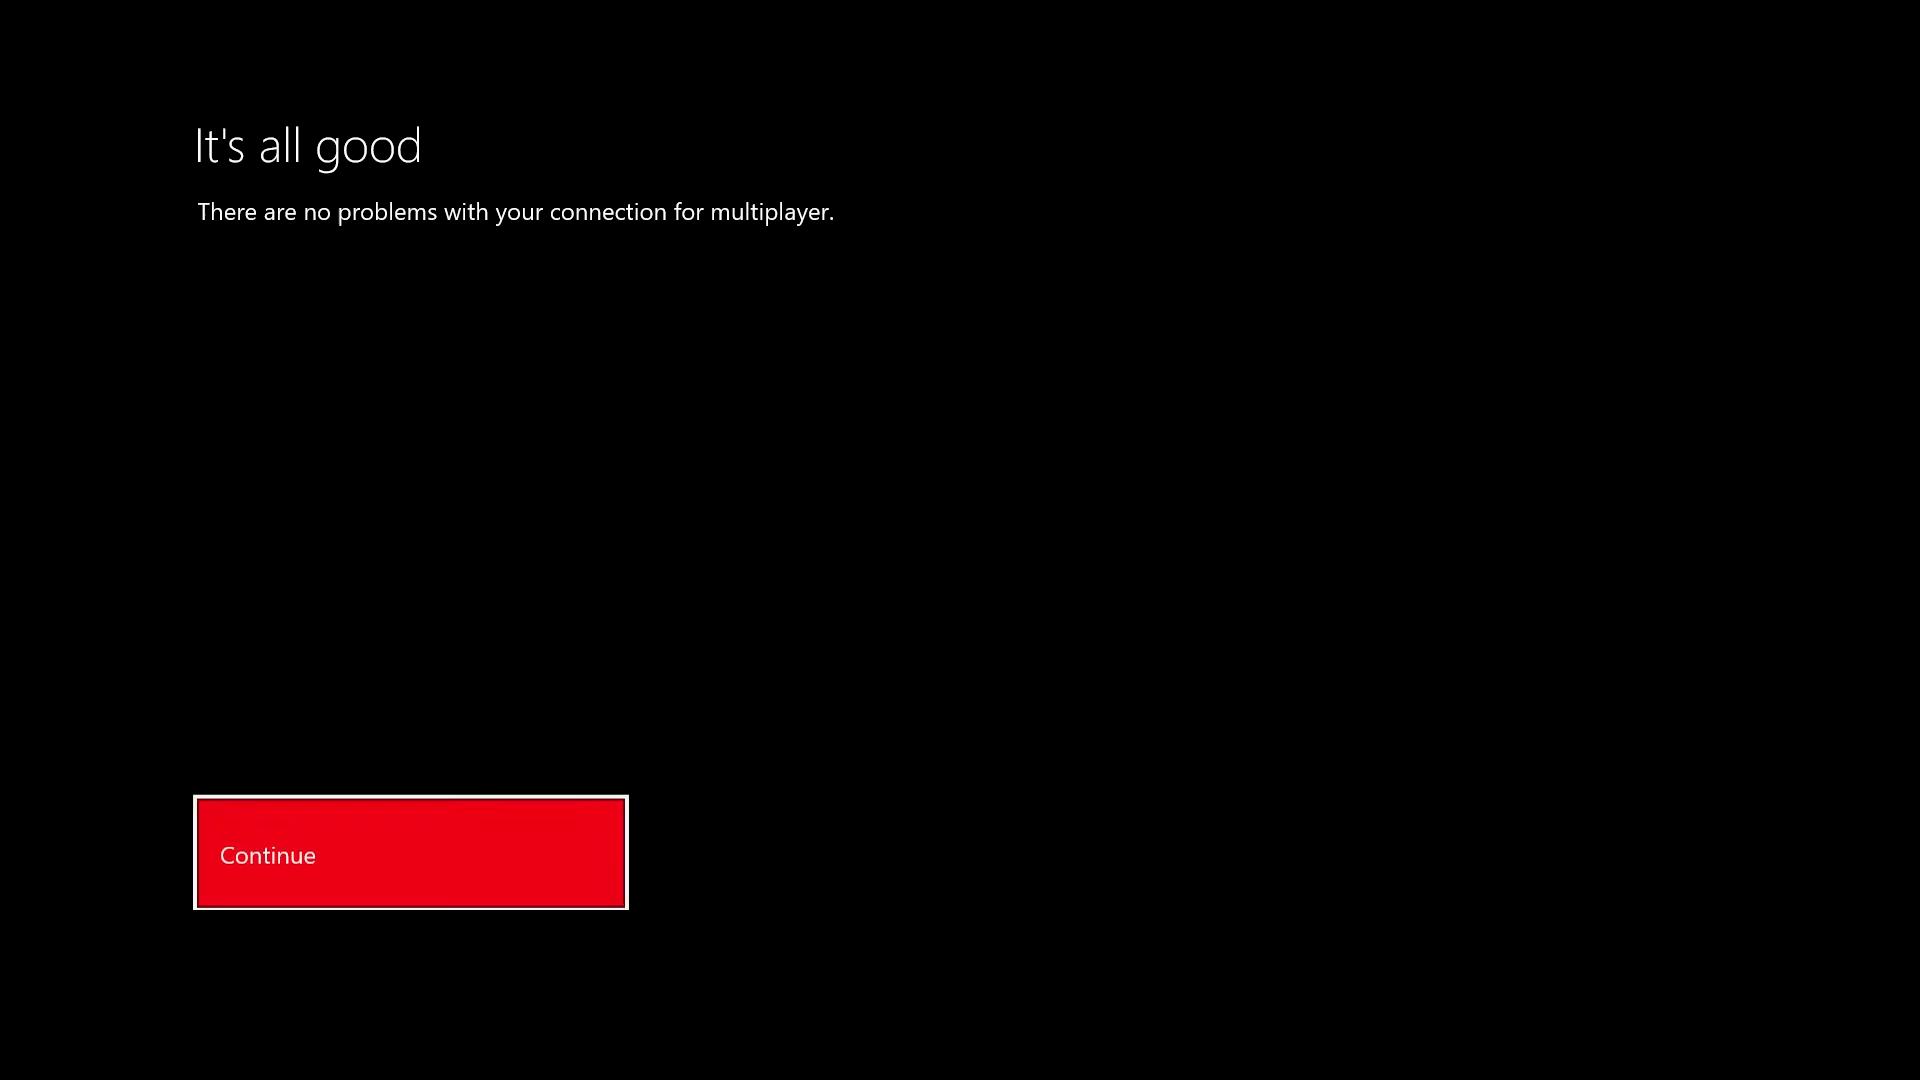 It's all good
There are no problems with your connection for multiplayer.
Continue